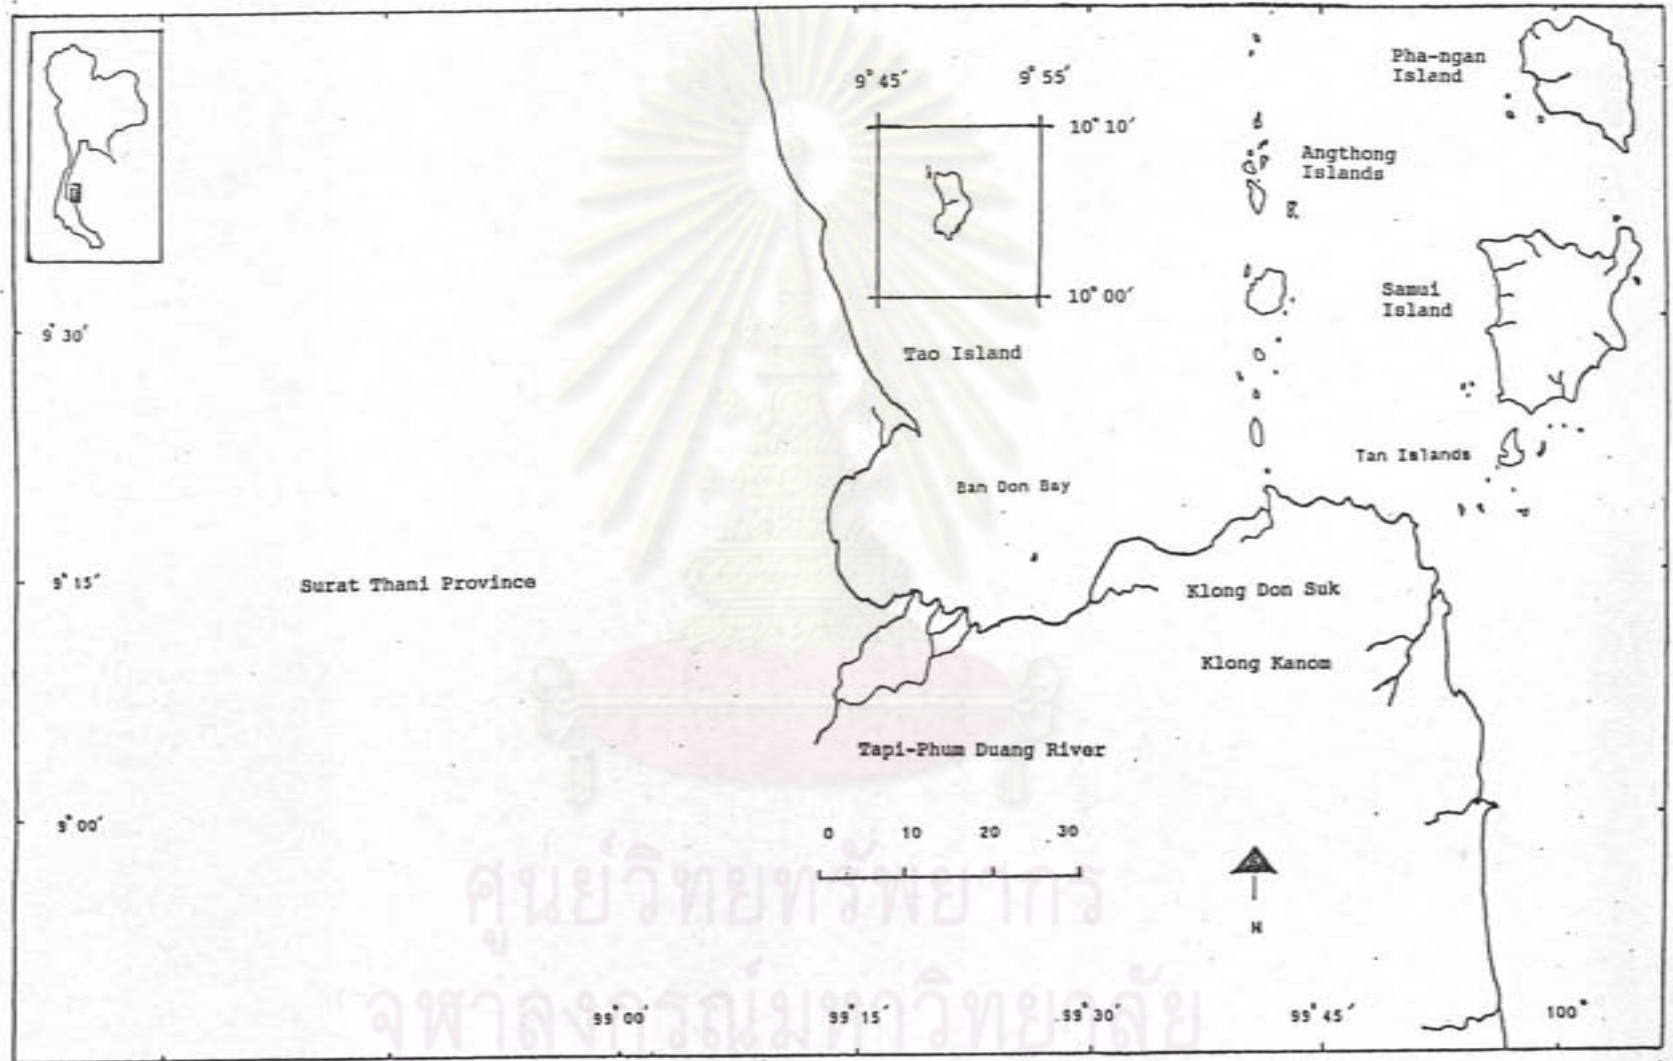 9° 45′ 9° 55′
10° 10′
10° 00′
Pha-ngan
Island
Angthong
Islands
Samui
Island
9° 30′
Tao Island
Tan Islands
Ban Don Bay
9° 15′
Surat Thani Province
Klong Don Suk
Klong Kanom
Tapi-Phum Duang River
9° 00′
0 10 20 30
N
99° 00′ 99° 15′ 99° 30′ 99° 45′ 100°
ศูนย์วิทยทรัพยากร
จุฬาลงกรณ์มหาวิทยาลัย